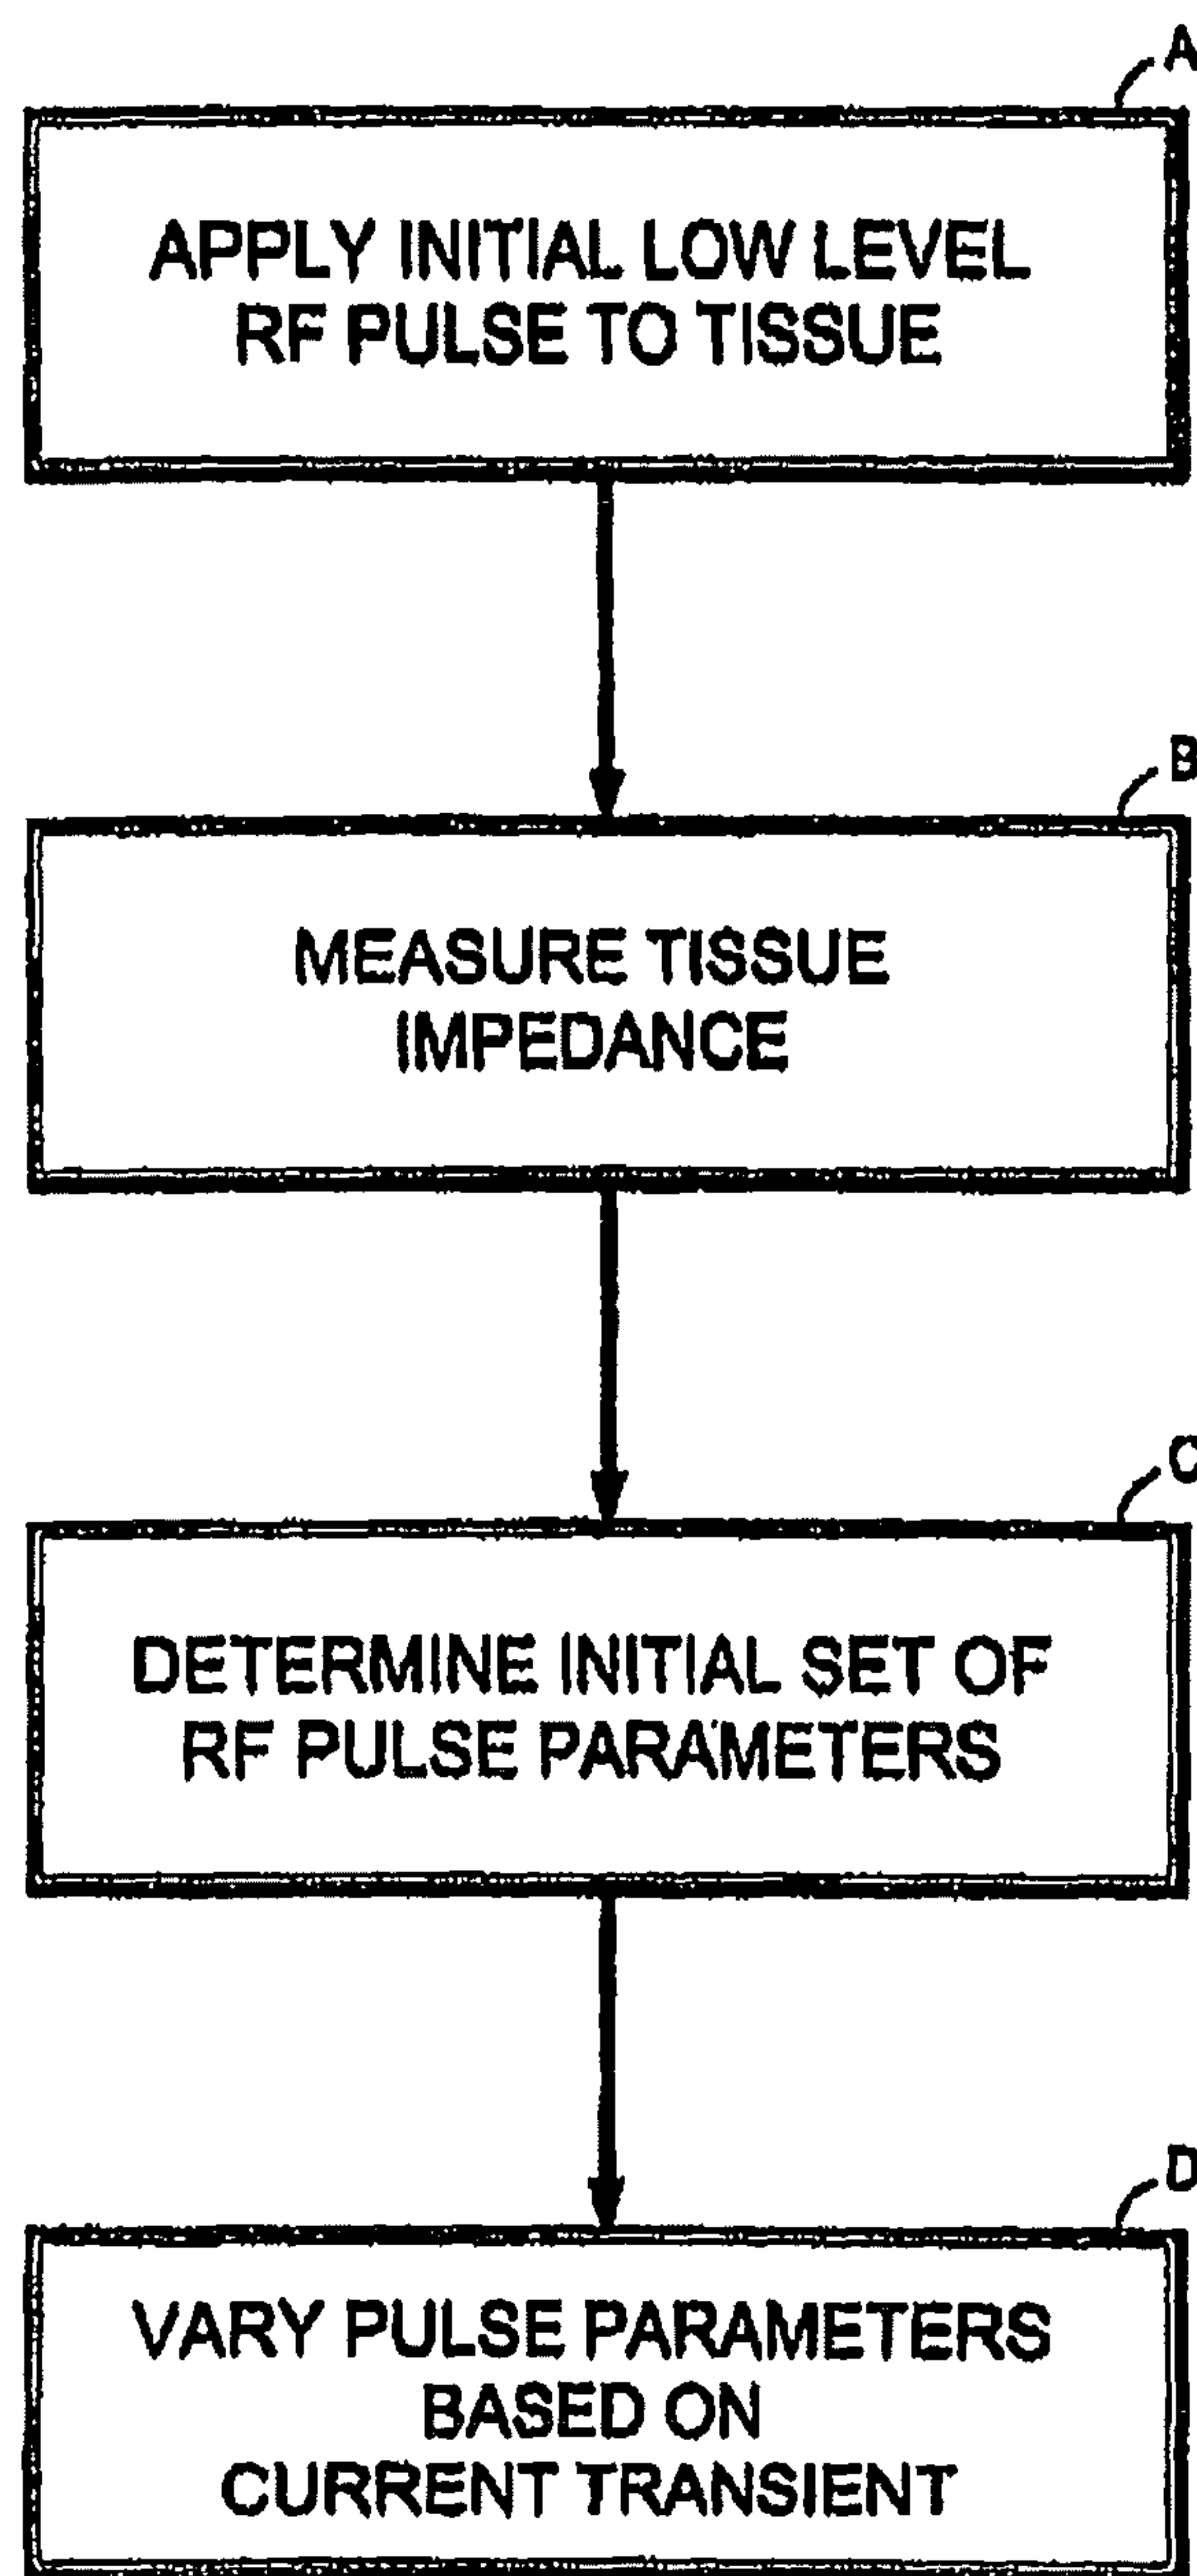 A
APPLY INITIAL LOW LEVEL
RF PULSE TO TISSUE
B
MEASURE TISSUE
IMPEDANCE
C
DETERMINE INITIAL SET OF
RF PULSE PARAMETERS
D
VARY PULSE PARAMETERS
BASED ON
CURRENT TRANSIENT